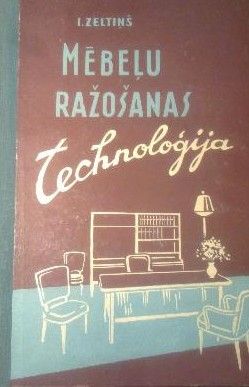 I. ZELTIŅŠ
MĒBEĻU
RAŽOŠANAS
technoloģija